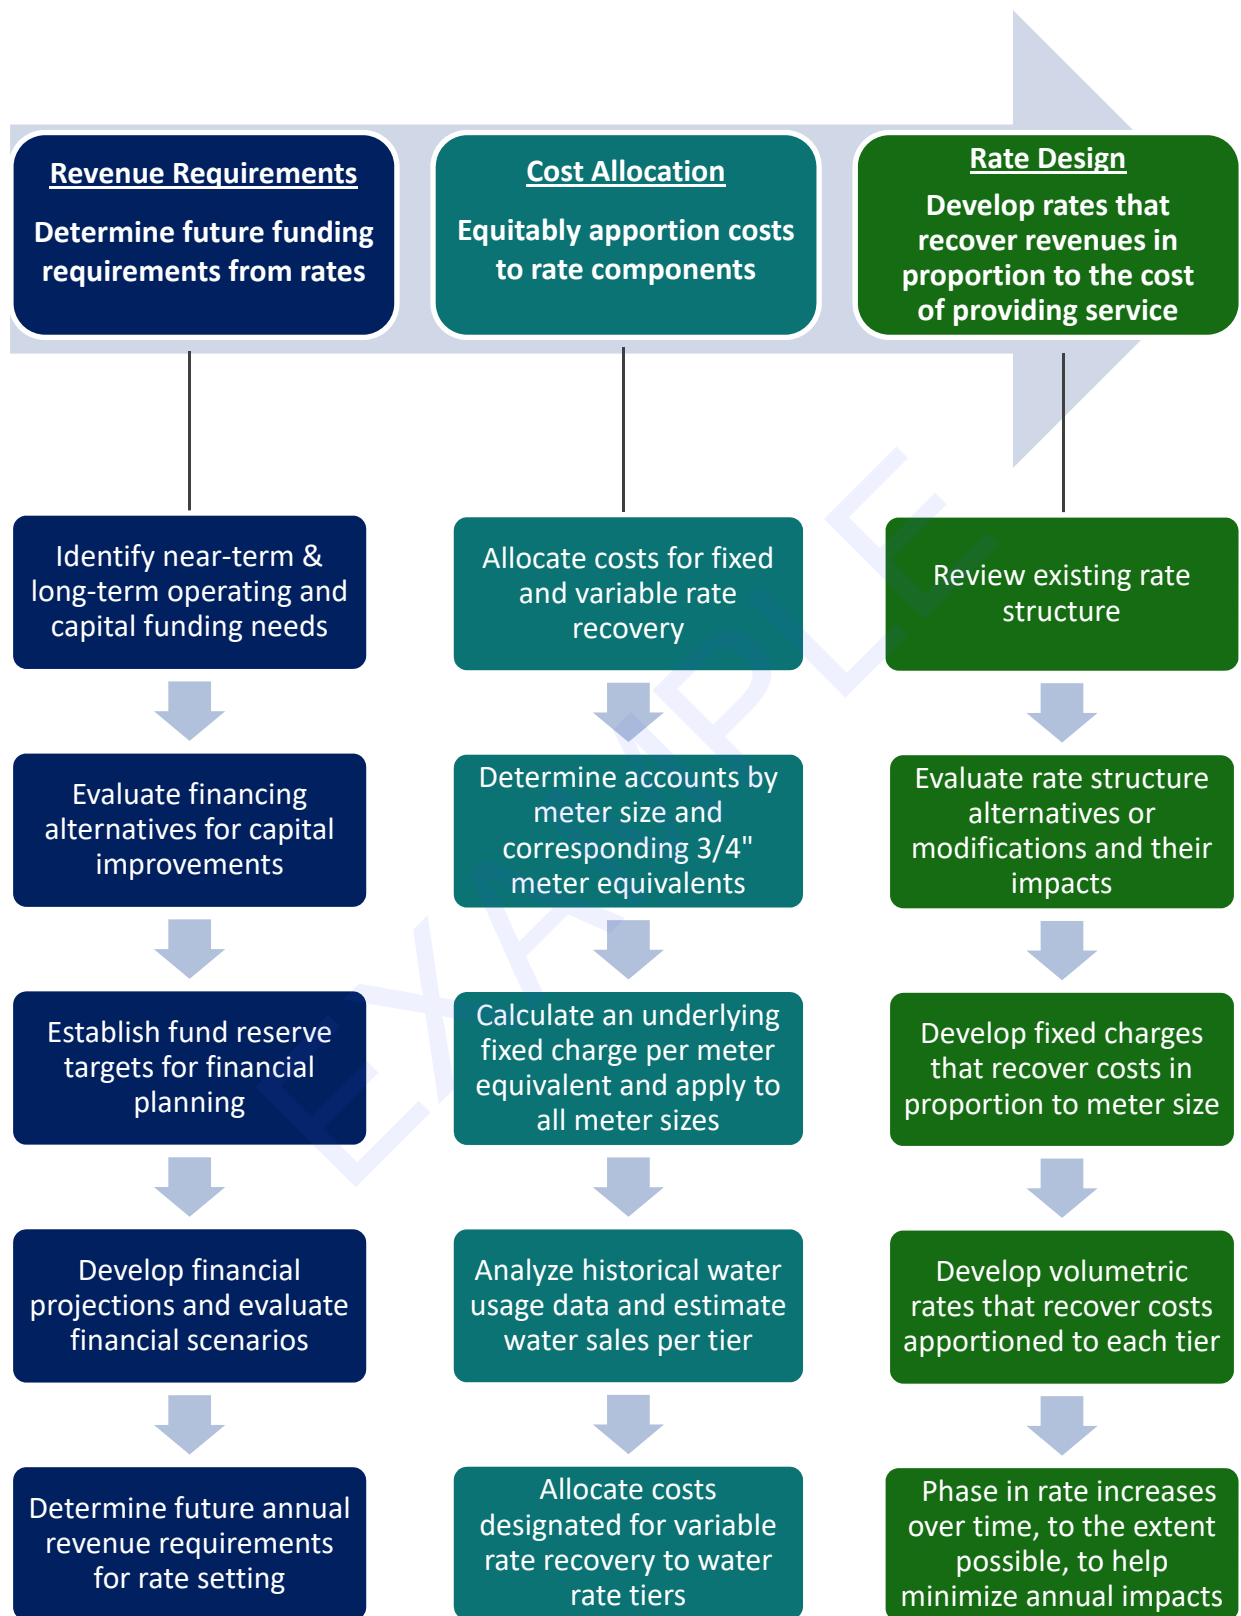 Revenue Requirements
Determine future funding
requirements from rates
Cost Allocation
Equitably apportion costs
to rate components
Rate Design
Develop rates that
recover revenues in
proportion to the cost
of providing service
Identify near-term &
long-term operating and
capital funding needs
Evaluate financing
alternatives for capital
improvements
Establish fund reserve
targets for financial
planning
Develop financial
projections and evaluate
financial scenarios
Determine future annual
revenue requirements
for rate setting
Allocate costs for fixed
and variable rate
recovery
Determine accounts by
meter size and
corresponding 3/4"
meter equivalents
Calculate an underlying
fixed charge per meter
equivalent and apply to
all meter sizes
Analyze historical water
usage data and estimate
water sales per tier
Allocate costs
designated for variable
rate recovery to water
rate tiers
Review existing rate
structure
Evaluate rate structure
alternatives or
modifications and their
impacts
Develop fixed charges
that recover costs in
proportion to meter size
Develop volumetric
rates that recover costs
apportioned to each tier
Phase in rate increases
over time, to the extent
possible, to help
minimize annual impacts
EXAMPLE